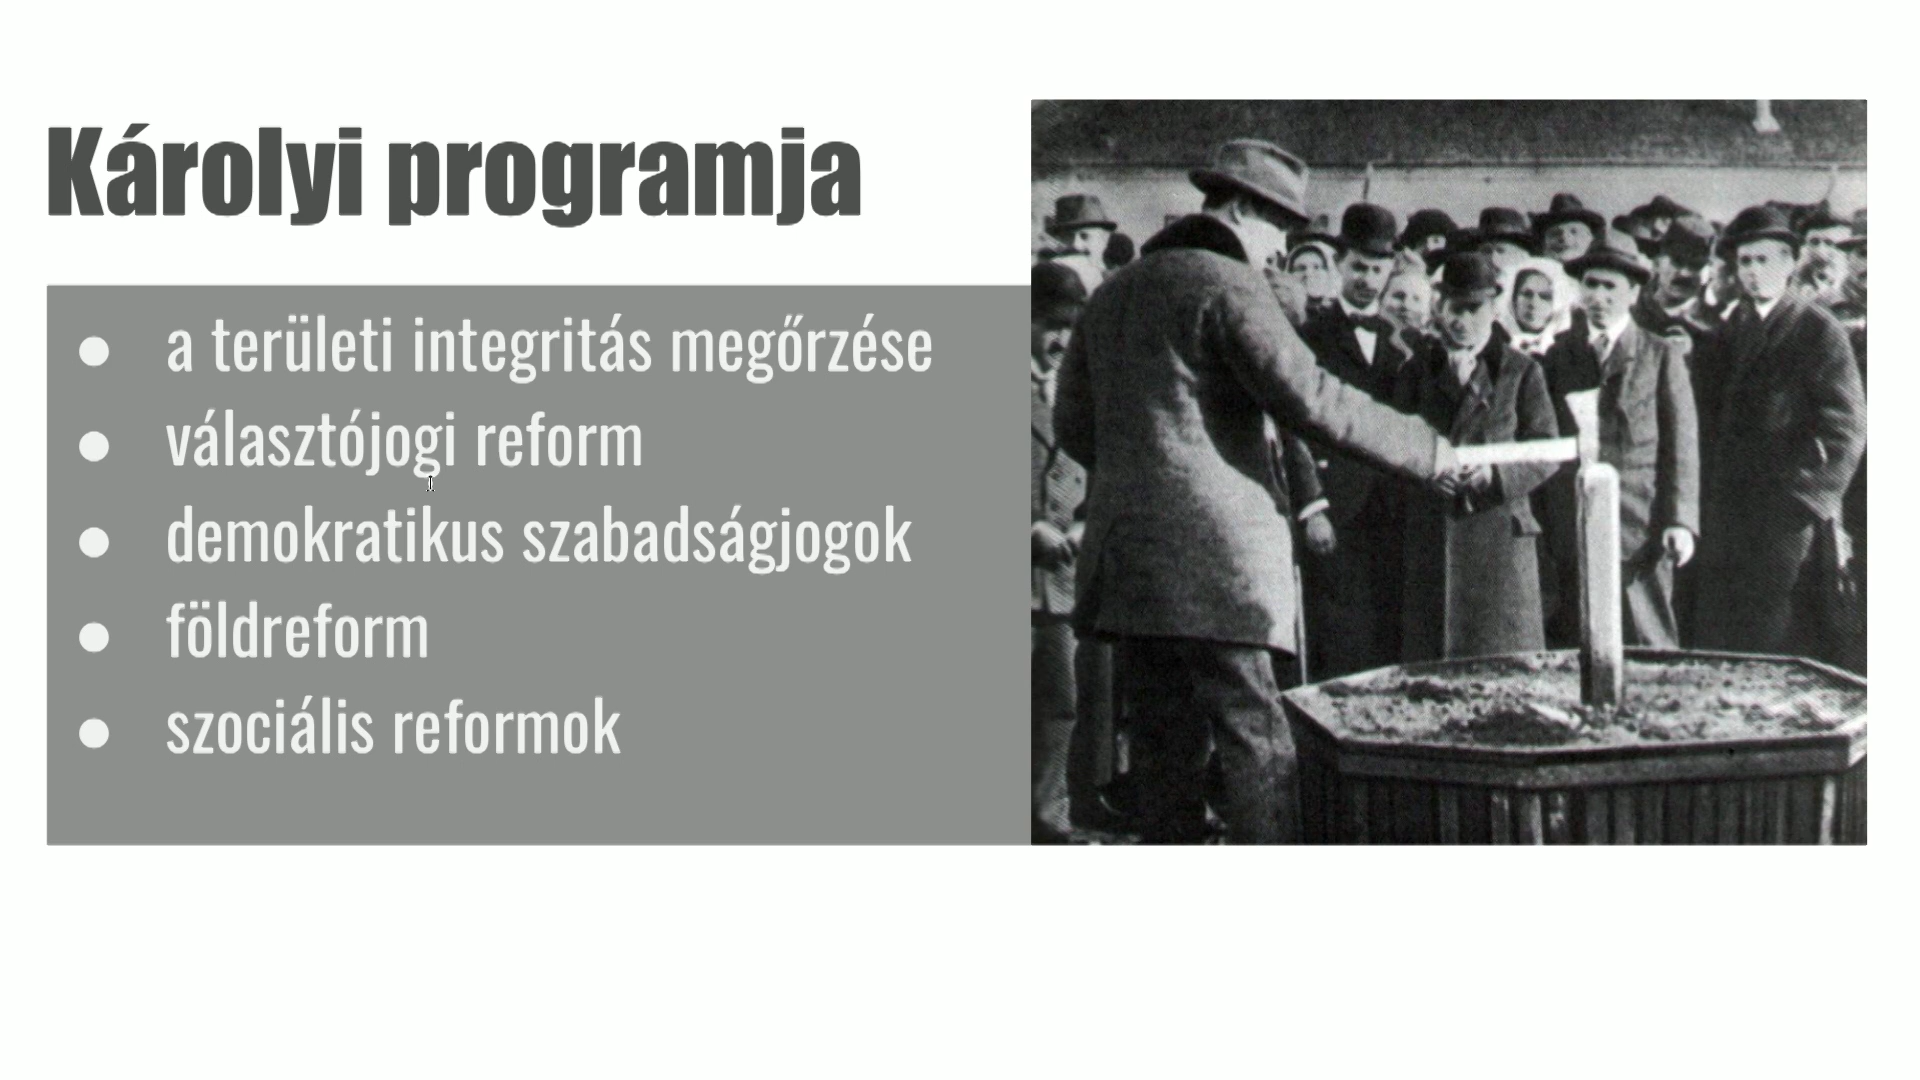 Károlyi programja
● a területi integritás megőrzése
● választójogi reform
● demokratikus szabadságjogok
● földreform
● szociális reformok